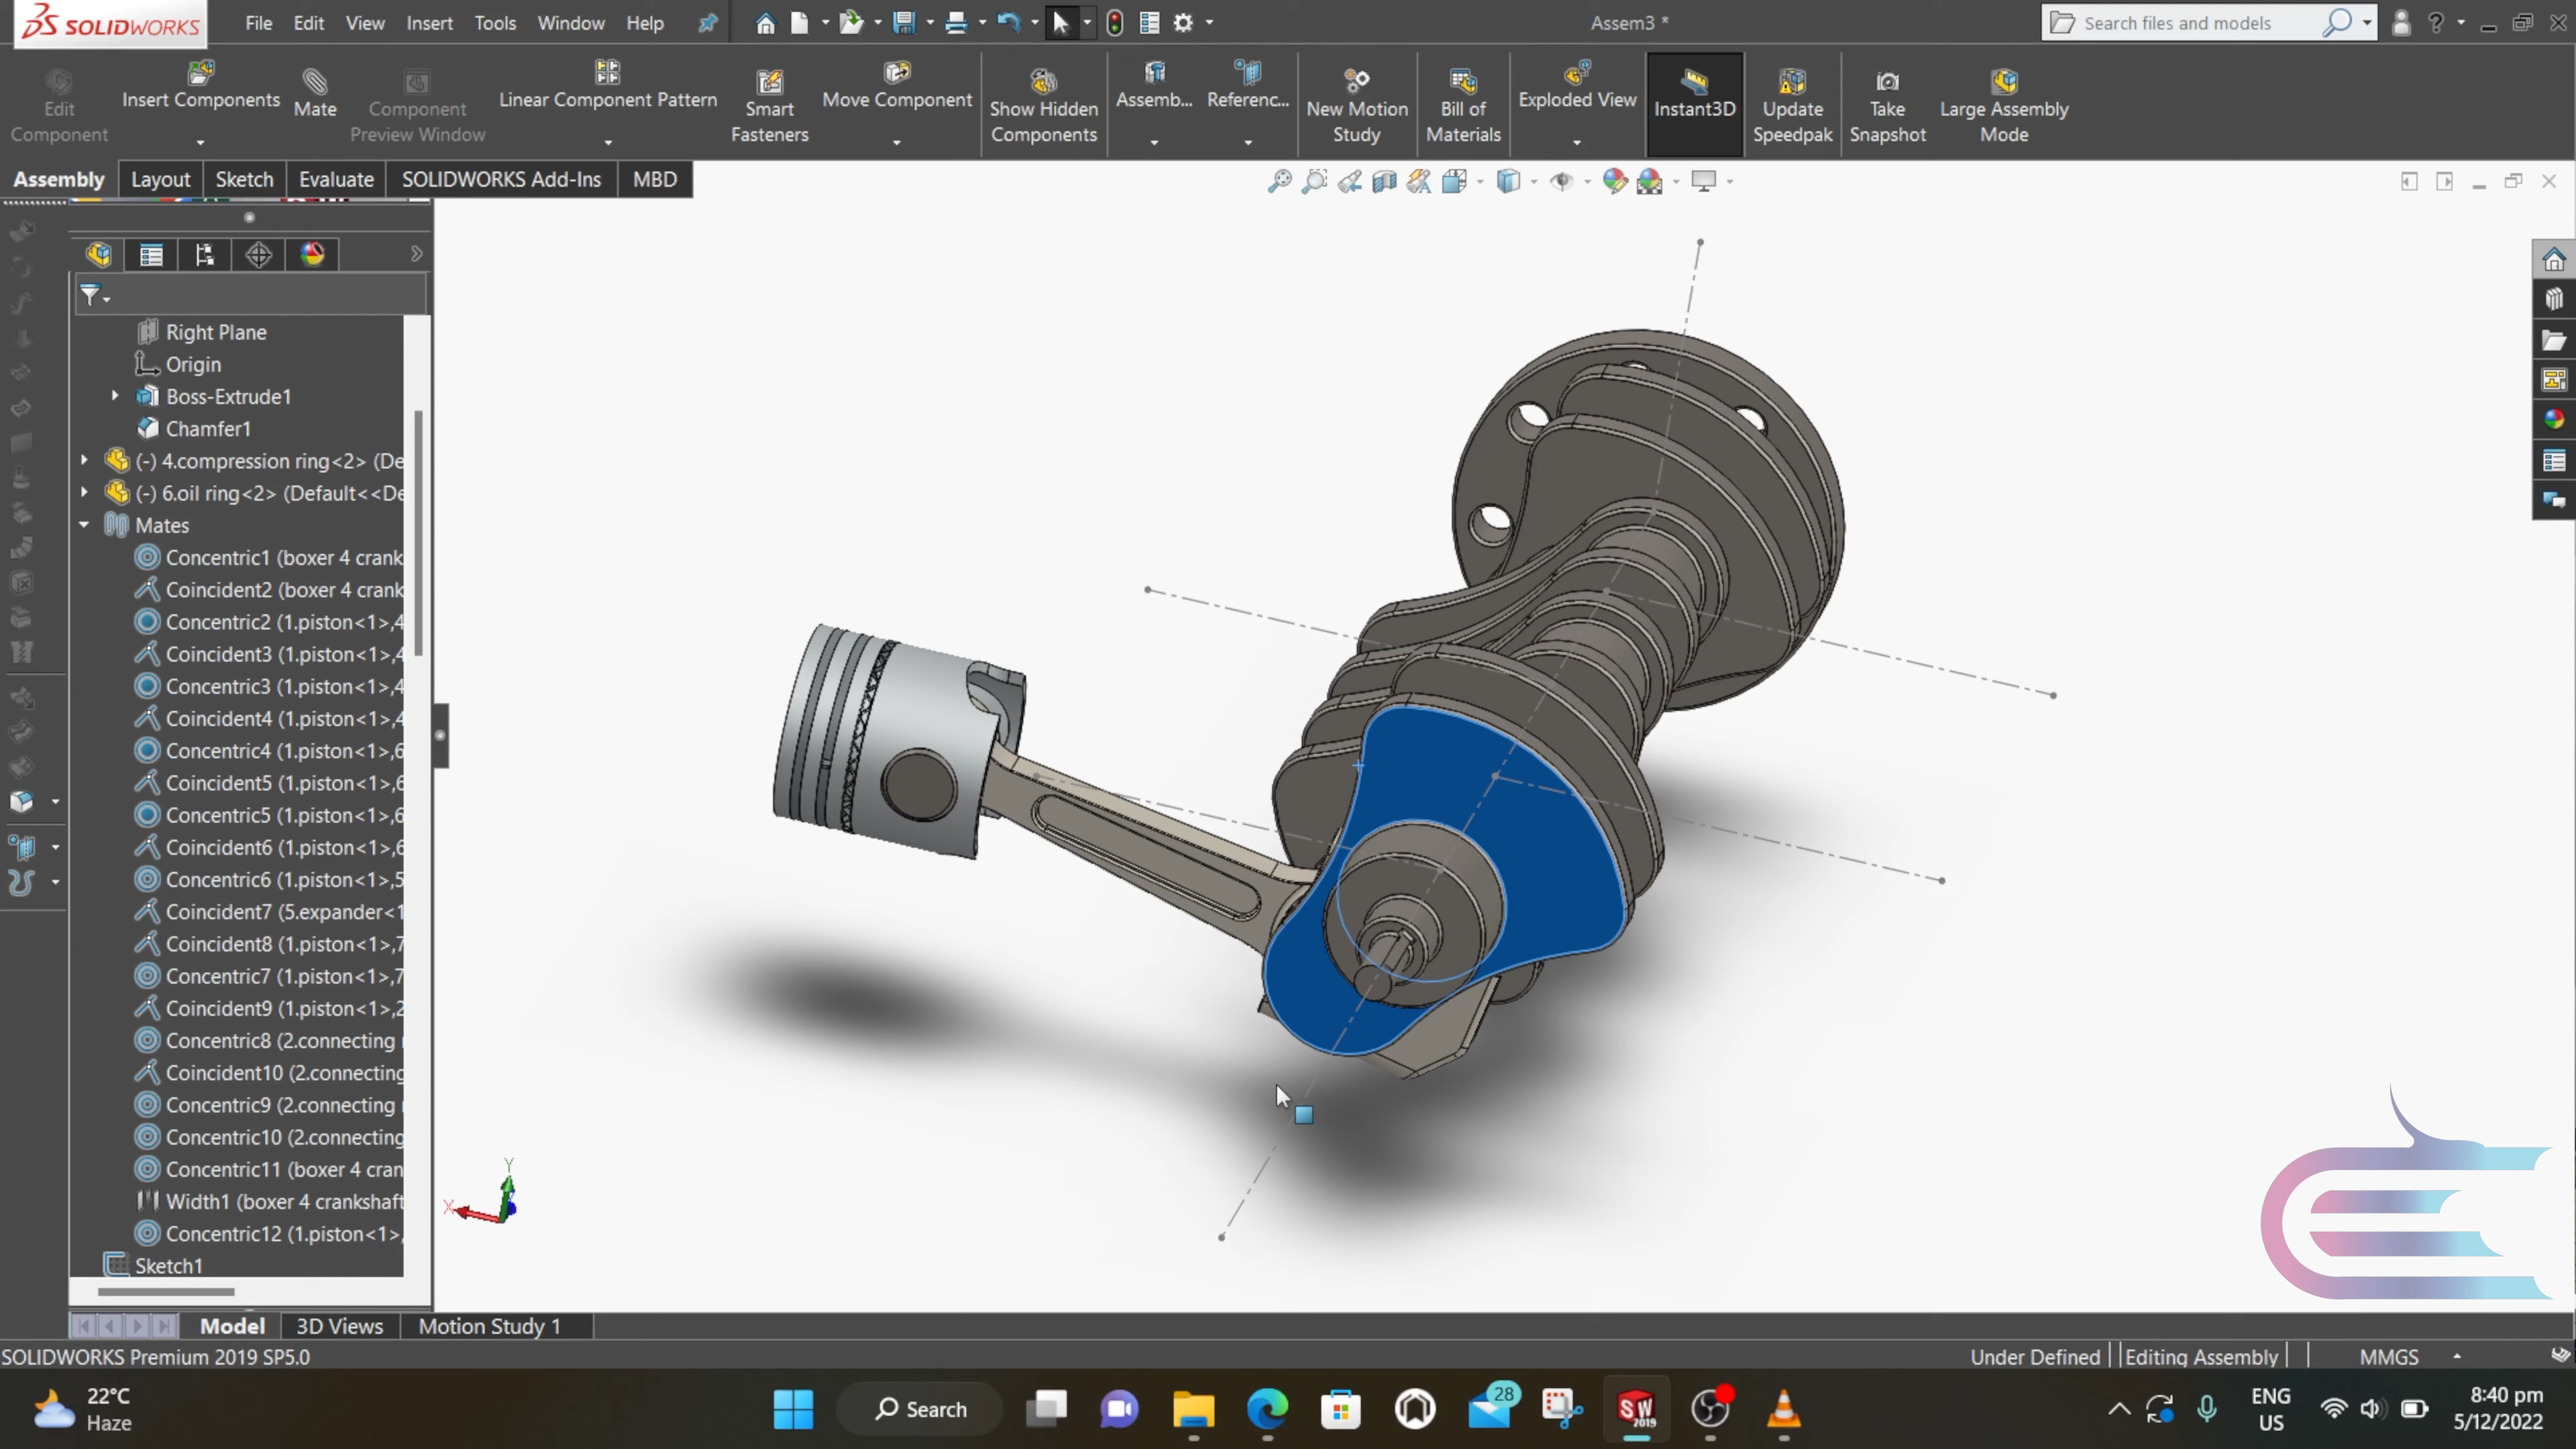 SOLIDWORKS File Edit View Insert Tools Window Help Assem3 * Search files and models
Edit Component
Insert Components
Mate
Component Preview Window
Linear Component Pattern
Smart Fasteners
Move Component
Show Hidden Components
Assemb...
Referenc...
New Motion Study
Bill of Materials
Exploded View
Instant3D
Update Speedpak
Take Snapshot
Large Assembly Mode
Assembly Layout Sketch Evaluate SOLIDWORKS Add-Ins MBD
Right Plane
Origin
Boss-Extrude1
Chamfer1
(-) 4.compression ring<2> (De
(-) 6.oil ring<2> (Default<<De
Mates
Concentric1 (boxer 4 crank
Coincident2 (boxer 4 crank
Concentric2 (1.piston<1>,4
Coincident3 (1.piston<1>,4
Concentric3 (1.piston<1>,4
Coincident4 (1.piston<1>,4
Concentric4 (1.piston<1>,6
Coincident5 (1.piston<1>,6
Concentric5 (1.piston<1>,6
Coincident6 (1.piston<1>,6
Concentric6 (1.piston<1>,5
Coincident7 (5.expander<1
Coincident8 (1.piston<1>,7
Concentric7 (1.piston<1>,7
Coincident9 (1.piston<1>,2
Concentric8 (2.connecting
Coincident10 (2.connecting
Concentric9 (2.connecting
Concentric10 (2.connecting
Concentric11 (boxer 4 cran
Width1 (boxer 4 crankshaft
Concentric12 (1.piston<1>,
Sketch1
Y
X
Model 3D Views Motion Study 1
SOLIDWORKS Premium 2019 SP5.0 Under Defined Editing Assembly MMGS
22°C
Haze
Search
28
SW
2019
ENG
US
8:40 pm
5/12/2022